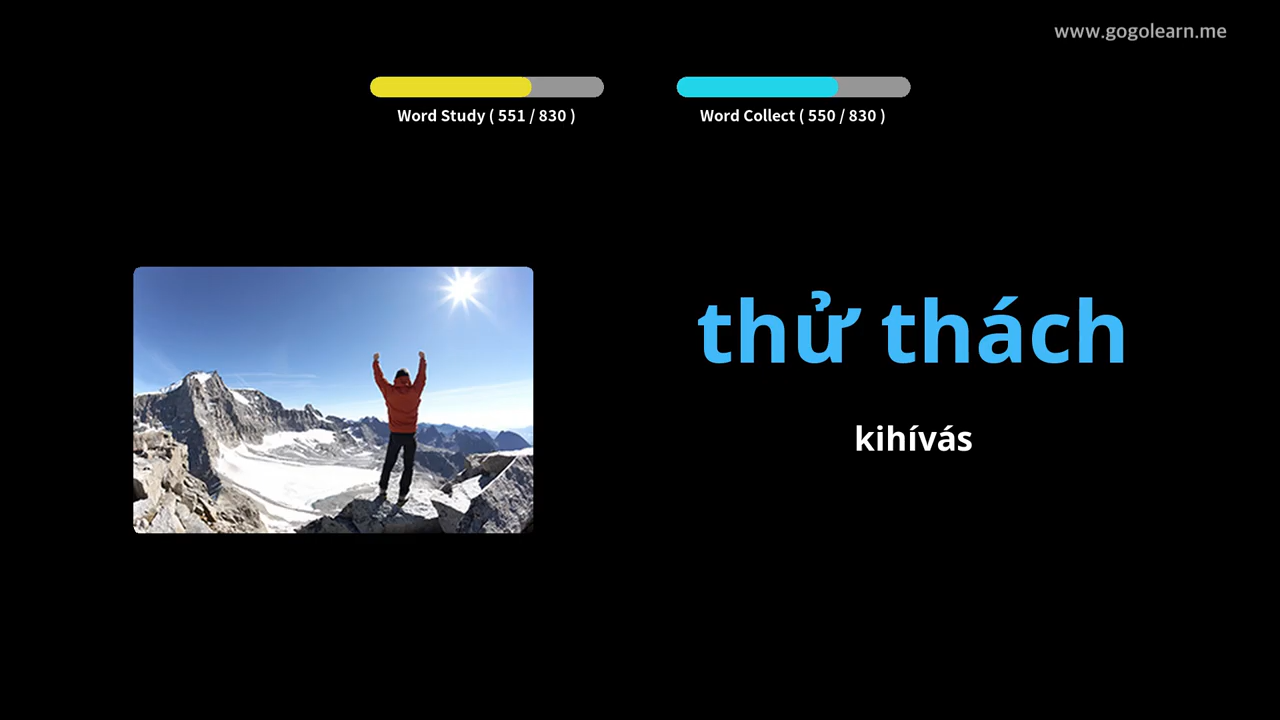 www.gogolearn.me
Word Study ( 551 / 830 )
Word Collect ( 550 / 830 )
thử thách
kihívás